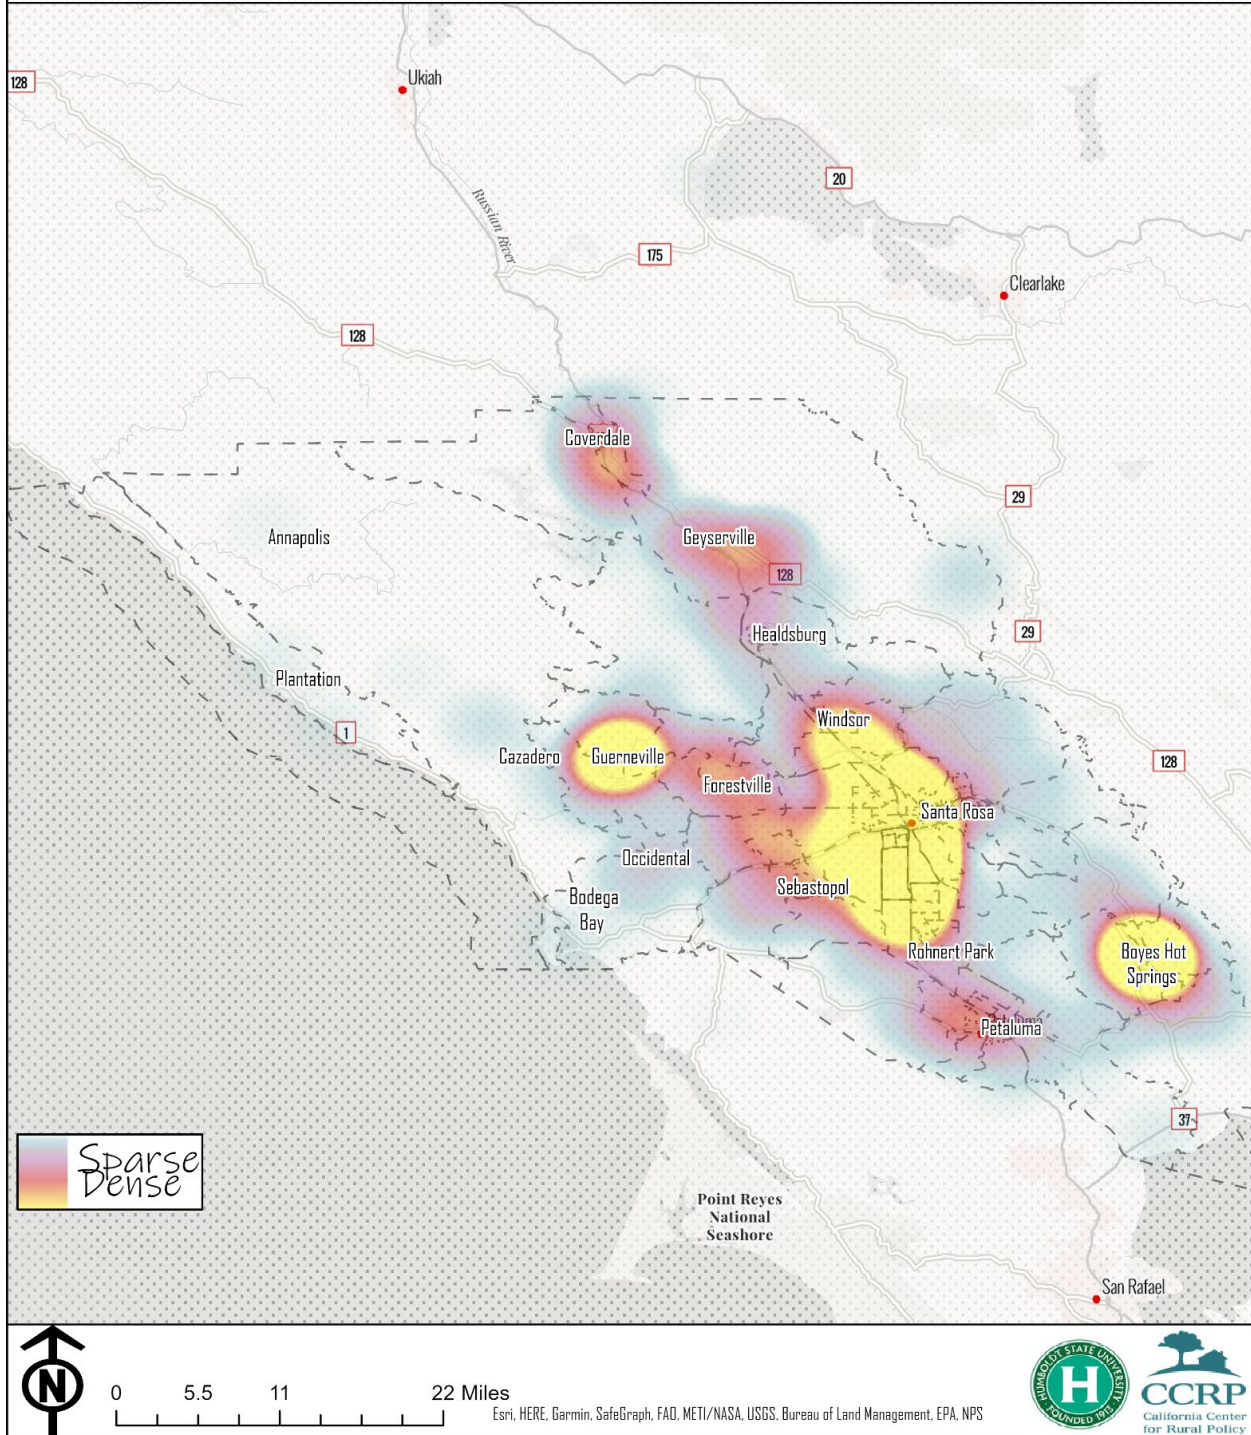 Ukiah
128
20
Russian River
175
Clearlake
128
Coverdale
29
Annapolis
Geyserville
128
Healdsburg
29
Plantation
1
Windsor
Cazadero
Guerneville
128
Forestville
Santa Rosa
Occidental
Sebastopol
Bodega
Bay
Rohnert Park
Boyes Hot
Springs
Petaluma
37
Sparse
Dense
Point Reyes
National
Seashore
San Rafael
N
0 5.5 11 22 Miles
Esri, HERE, Garmin, SafeGraph, FAO, METI/NASA, USGS, Bureau of Land Management, EPA, NPS
HUMBOLDT STATE UNIVERSITY
H
FOUNDED 1913
CCRP
California Center
for Rural Policy